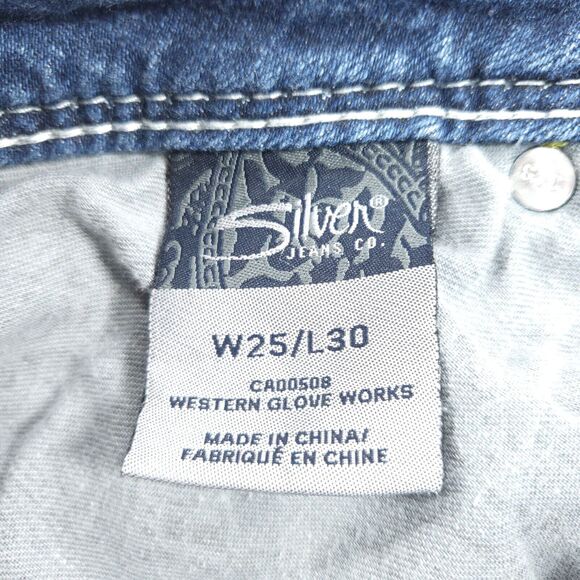 Silver®
JEANS CO.
W25/L30
CA00508
WESTERN GLOVE WORKS
MADE IN CHINA/
FABRIQUÉ EN CHINE